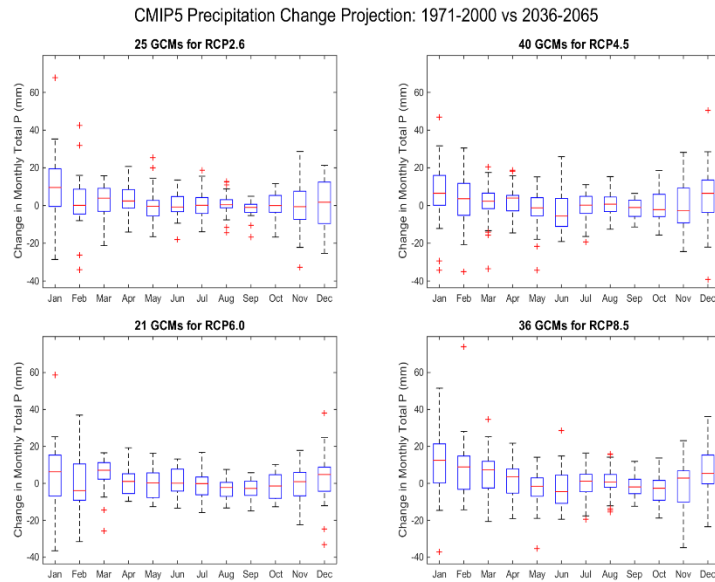 CMIP5 Precipitation Change Projection: 1971-2000 vs 2036-2065
25 GCMs for RCP2.6
Change in Monthly Total P (mm)
60
40
20
0
-20
-40
Jan Feb Mar Apr May Jun Jul Aug Sep Oct Nov Dec
40 GCMs for RCP4.5
Change in Monthly Total P (mm)
60
40
20
0
-20
-40
Jan Feb Mar Apr May Jun Jul Aug Sep Oct Nov Dec
21 GCMs for RCP6.0
Change in Monthly Total P (mm)
60
40
20
0
-20
-40
Jan Feb Mar Apr May Jun Jul Aug Sep Oct Nov Dec
36 GCMs for RCP8.5
Change in Monthly Total P (mm)
60
40
20
0
-20
-40
Jan Feb Mar Apr May Jun Jul Aug Sep Oct Nov Dec